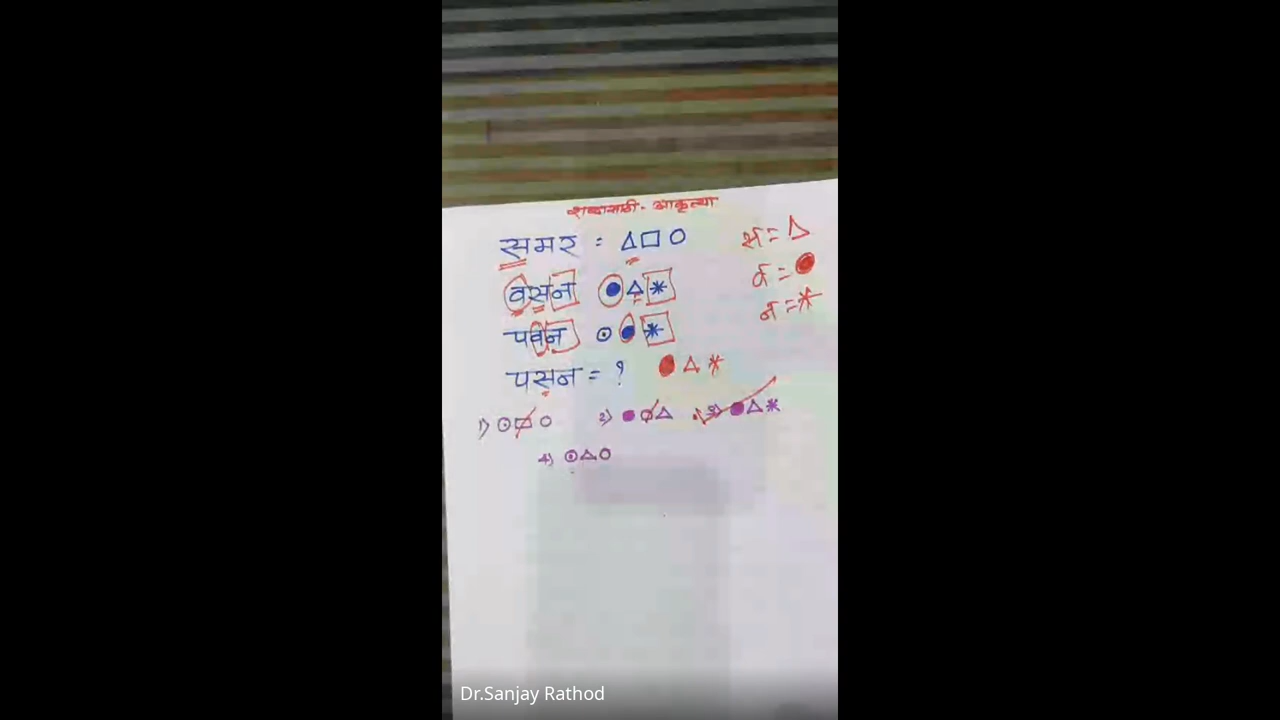 शब्दासाठी - आकृत्या
समर = △□○ स = △
वसन ●△* व = ●
पवन ⊙●* न = *
पसन = ? ●△*
1) ⊙□○ 2) ●○△ 3) ●△*
4) ⊙△○
Dr.Sanjay Rathod